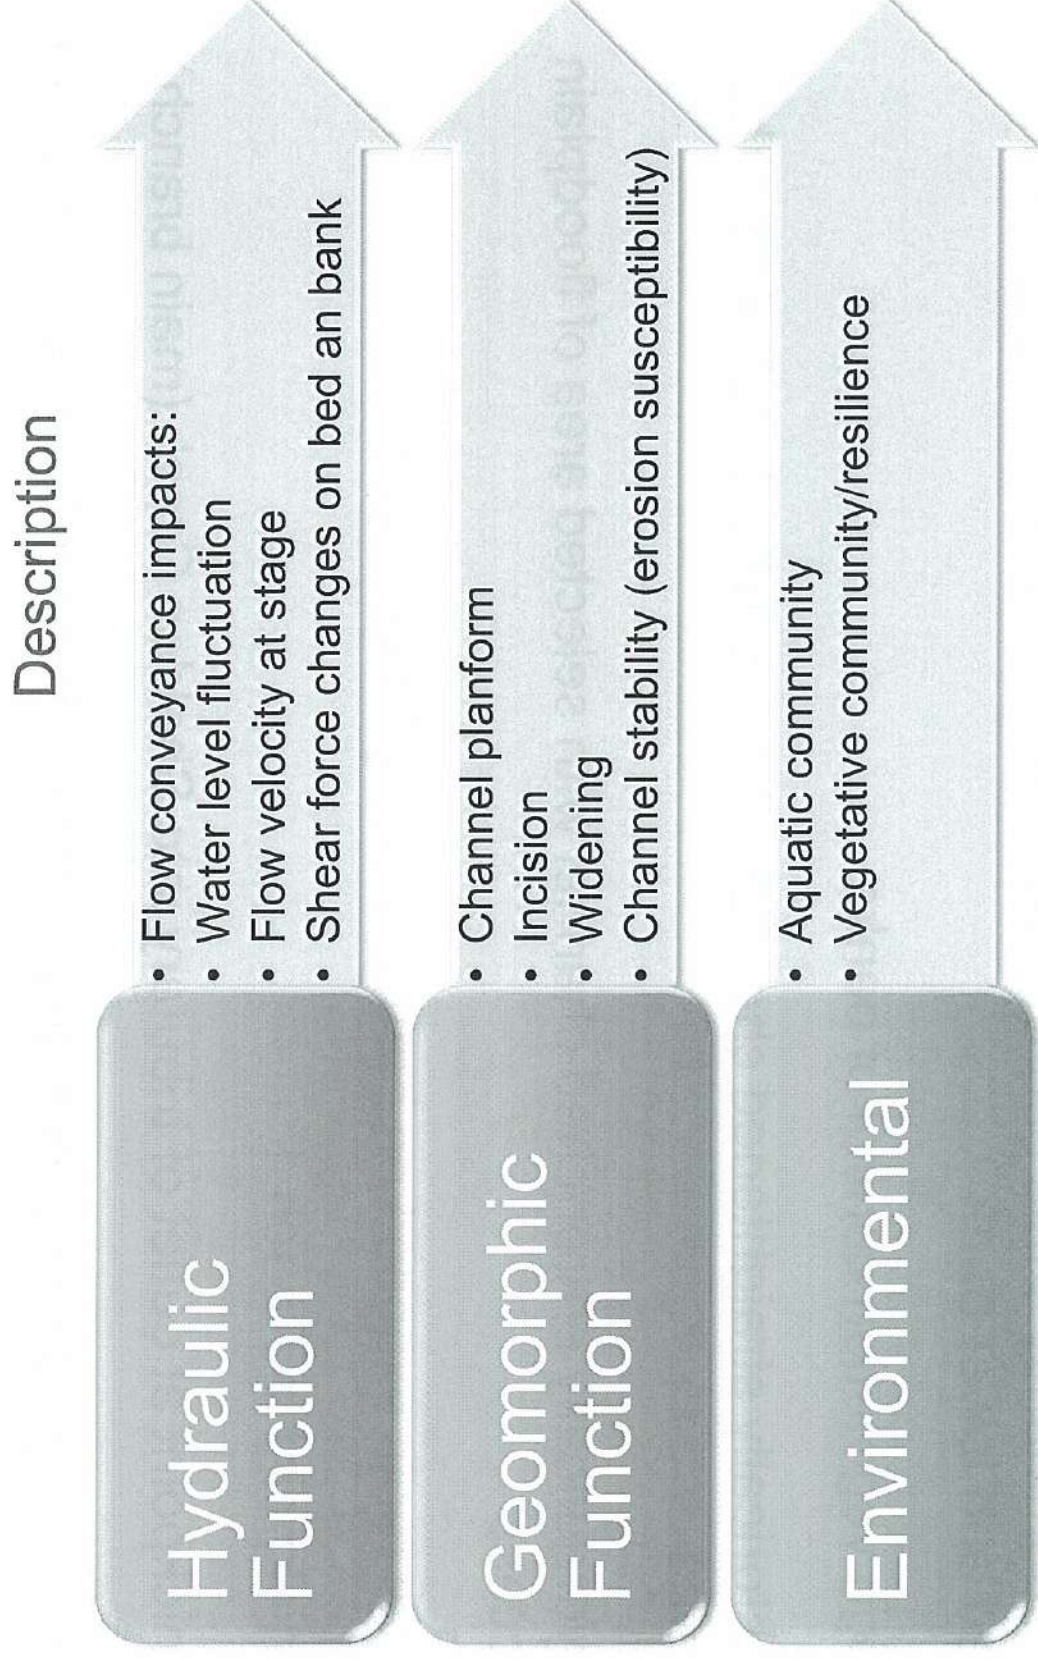 Description
Hydraulic
Function
• Flow conveyance impacts:
• Water level fluctuation
• Flow velocity at stage
• Shear force changes on bed an bank
Geomorphic
Function
• Channel planform
• Incision
• Widening
• Channel stability (erosion susceptibility)
Environmental
• Aquatic community
• Vegetative community/resilience